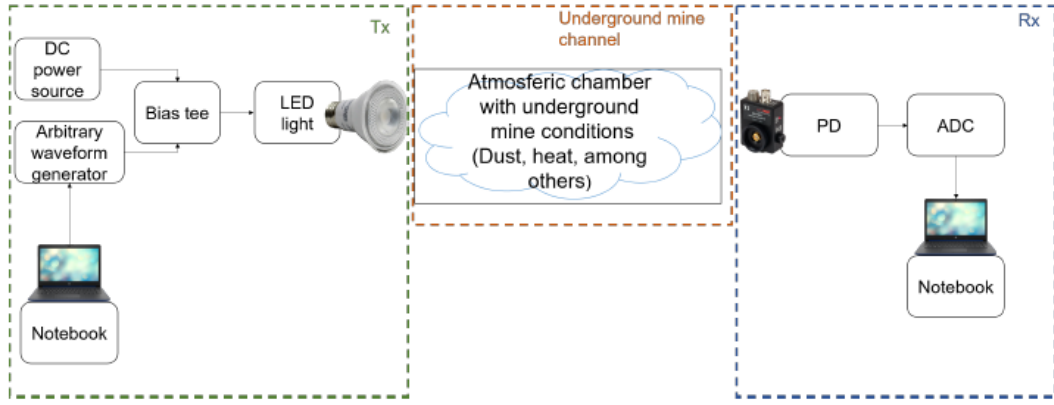 Tx
DC
power
source
Bias tee
LED
light
Arbitrary
waveform
generator
Notebook
Underground mine
channel
Atmosferic chamber
with underground
mine conditions
(Dust, heat, among
others)
Rx
PD
ADC
Notebook